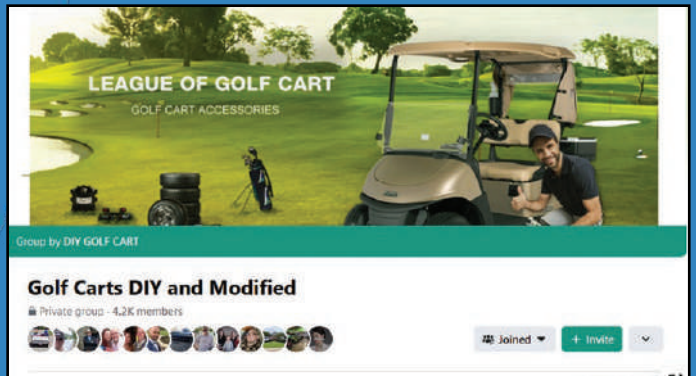 LEAGUE OF GOLF CART
GOLF CART ACCESSORIES
Group by DIY GOLF CART
Golf Carts DIY and Modified
Private group · 4.2K members
Joined
+ Invite